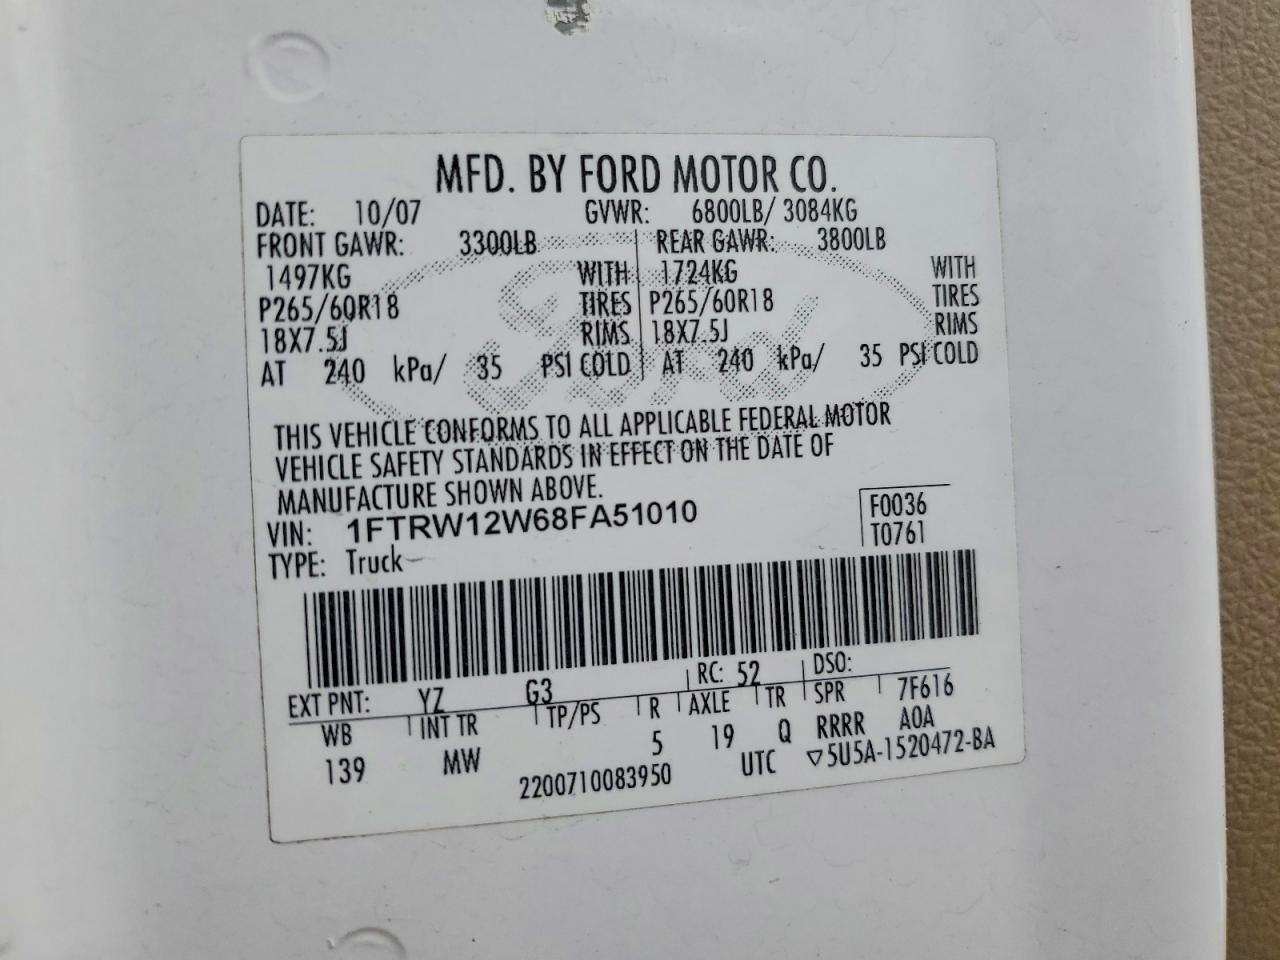 MFD. BY FORD MOTOR CO.
DATE: 10/07 GVWR: 6800LB/ 3084KG
FRONT GAWR: 3300LB REAR GAWR: 3800LB
1497KG WITH 1724KG WITH
P265/60R18 TIRES P265/60R18 TIRES
18X7.5J RIMS 18X7.5J RIMS
AT 240 kPa/ 35 PSI COLD AT 240 kPa/ 35 PSI COLD
THIS VEHICLE CONFORMS TO ALL APPLICABLE FEDERAL MOTOR
VEHICLE SAFETY STANDARDS IN EFFECT ON THE DATE OF
MANUFACTURE SHOWN ABOVE.
VIN: 1FTRW12W68FA51010 F0036
TYPE: Truck T0761
EXT PNT: YZ G3 RC: 52 DSO:
WB INT TR TP/PS R AXLE TR SPR 7F616
139 MW 5 19 Q RRRR A0A
2200710083950 UTC ▽5U5A-1520472-BA
Ford